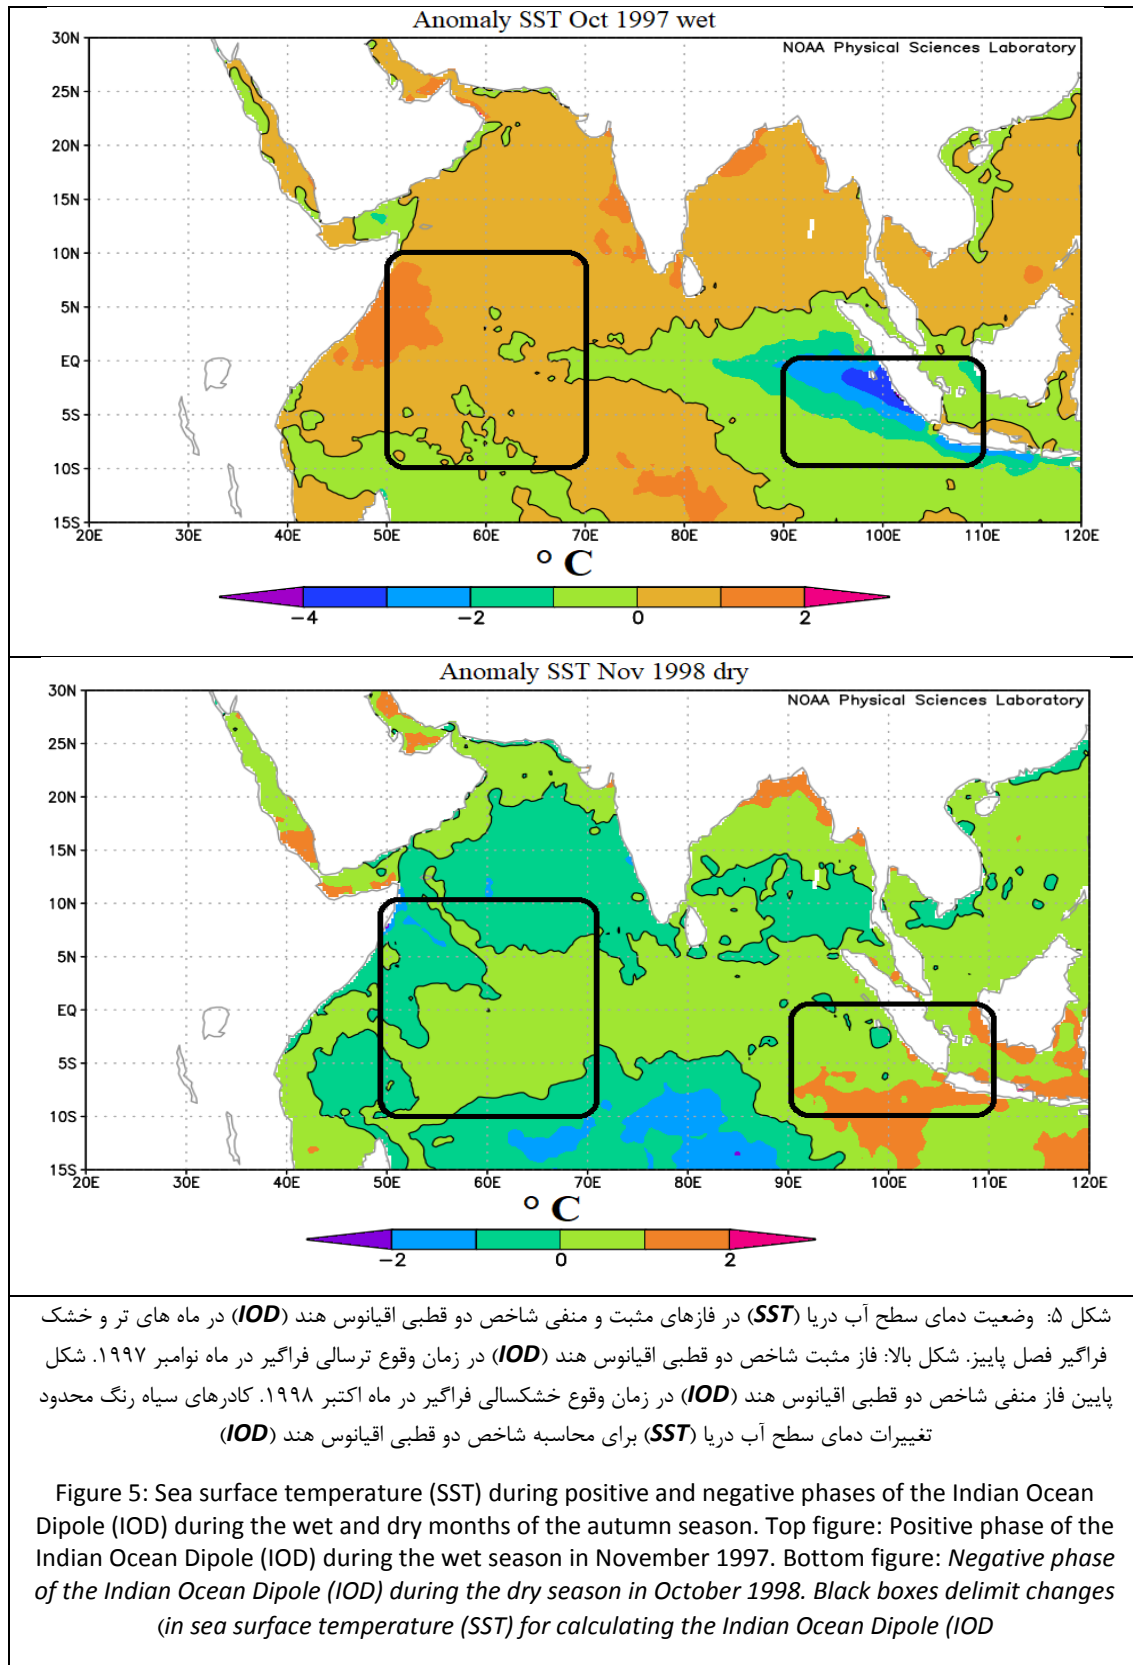 Anomaly SST Oct 1997 wet
NOAA Physical Sciences Laboratory
30N
25N
20N
15N
10N
5N
EQ
5S
10S
15S
20E 30E 40E 50E 60E 70E 80E 90E 100E 110E 120E
° C
−4 −2 0 2
Anomaly SST Nov 1998 dry
NOAA Physical Sciences Laboratory
30N
25N
20N
15N
10N
5N
EQ
5S
10S
15S
20E 30E 40E 50E 60E 70E 80E 90E 100E 110E 120E
° C
−2 0 2
شکل ۵: وضعیت دمای سطح آب دریا (SST) در فازهای مثبت و منفی شاخص دو قطبی اقیانوس هند (IOD) در ماه های تر و خشک
فراگیر فصل پاییز. شکل بالا: فاز مثبت شاخص دو قطبی اقیانوس هند (IOD) در زمان وقوع ترسالی فراگیر در ماه نوامبر ۱۹۹۷. شکل
پایین فاز منفی شاخص دو قطبی اقیانوس هند (IOD) در زمان وقوع خشکسالی فراگیر در ماه اکتبر ۱۹۹۸. کادرهای سیاه رنگ محدود
تغییرات دمای سطح آب دریا (SST) برای محاسبه شاخص دو قطبی اقیانوس هند (IOD)
Figure 5: Sea surface temperature (SST) during positive and negative phases of the Indian Ocean
Dipole (IOD) during the wet and dry months of the autumn season. Top figure: Positive phase of the
Indian Ocean Dipole (IOD) during the wet season in November 1997. Bottom figure: Negative phase
of the Indian Ocean Dipole (IOD) during the dry season in October 1998. Black boxes delimit changes
(in sea surface temperature (SST) for calculating the Indian Ocean Dipole (IOD